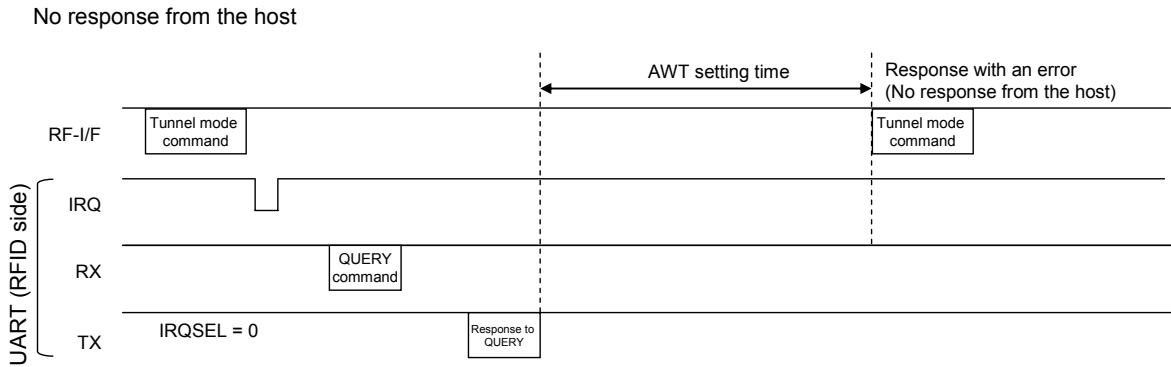 No response from the host
AWT setting time
Response with an error
(No response from the host)
RF-I/F
Tunnel mode
command
Tunnel mode
command
UART (RFID side)
IRQ
RX
QUERY
command
TX
IRQSEL = 0
Response to
QUERY